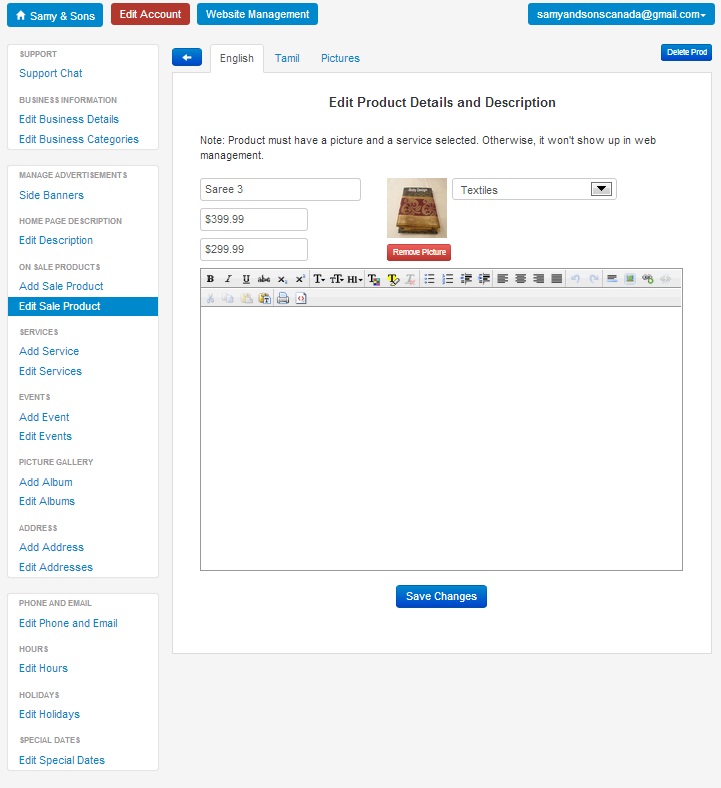 Samy & Sons
Edit Account
Website Management
samyandsonscanada@gmail.com
SUPPORT
Support Chat
BUSINESS INFORMATION
Edit Business Details
Edit Business Categories
MANAGE ADVERTISEMENTS
Side Banners
HOME PAGE DESCRIPTION
Edit Description
ON SALE PRODUCTS
Add Sale Product
Edit Sale Product
SERVICES
Add Service
Edit Services
EVENTS
Add Event
Edit Events
PICTURE GALLERY
Add Album
Edit Albums
ADDRESS
Add Address
Edit Addresses
PHONE AND EMAIL
Edit Phone and Email
HOURS
Edit Hours
HOLIDAYS
Edit Holidays
SPECIAL DATES
Edit Special Dates
English
Tamil
Pictures
Delete Prod
Edit Product Details and Description
Note: Product must have a picture and a service selected. Otherwise, it won't show up in web
management.
Saree 3
$399.99
$299.99
Remove Picture
Textiles
B I U abc X₂ X² T TT H1
Save Changes